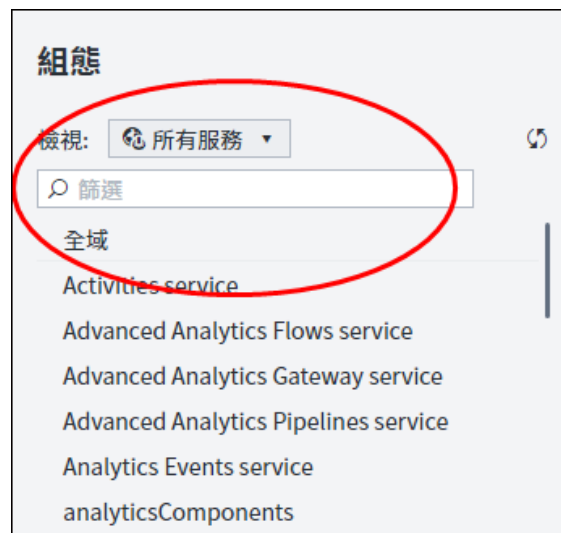 組態
檢視: 所有服務
篩選
全域
Activities service
Advanced Analytics Flows service
Advanced Analytics Gateway service
Advanced Analytics Pipelines service
Analytics Events service
analyticsComponents